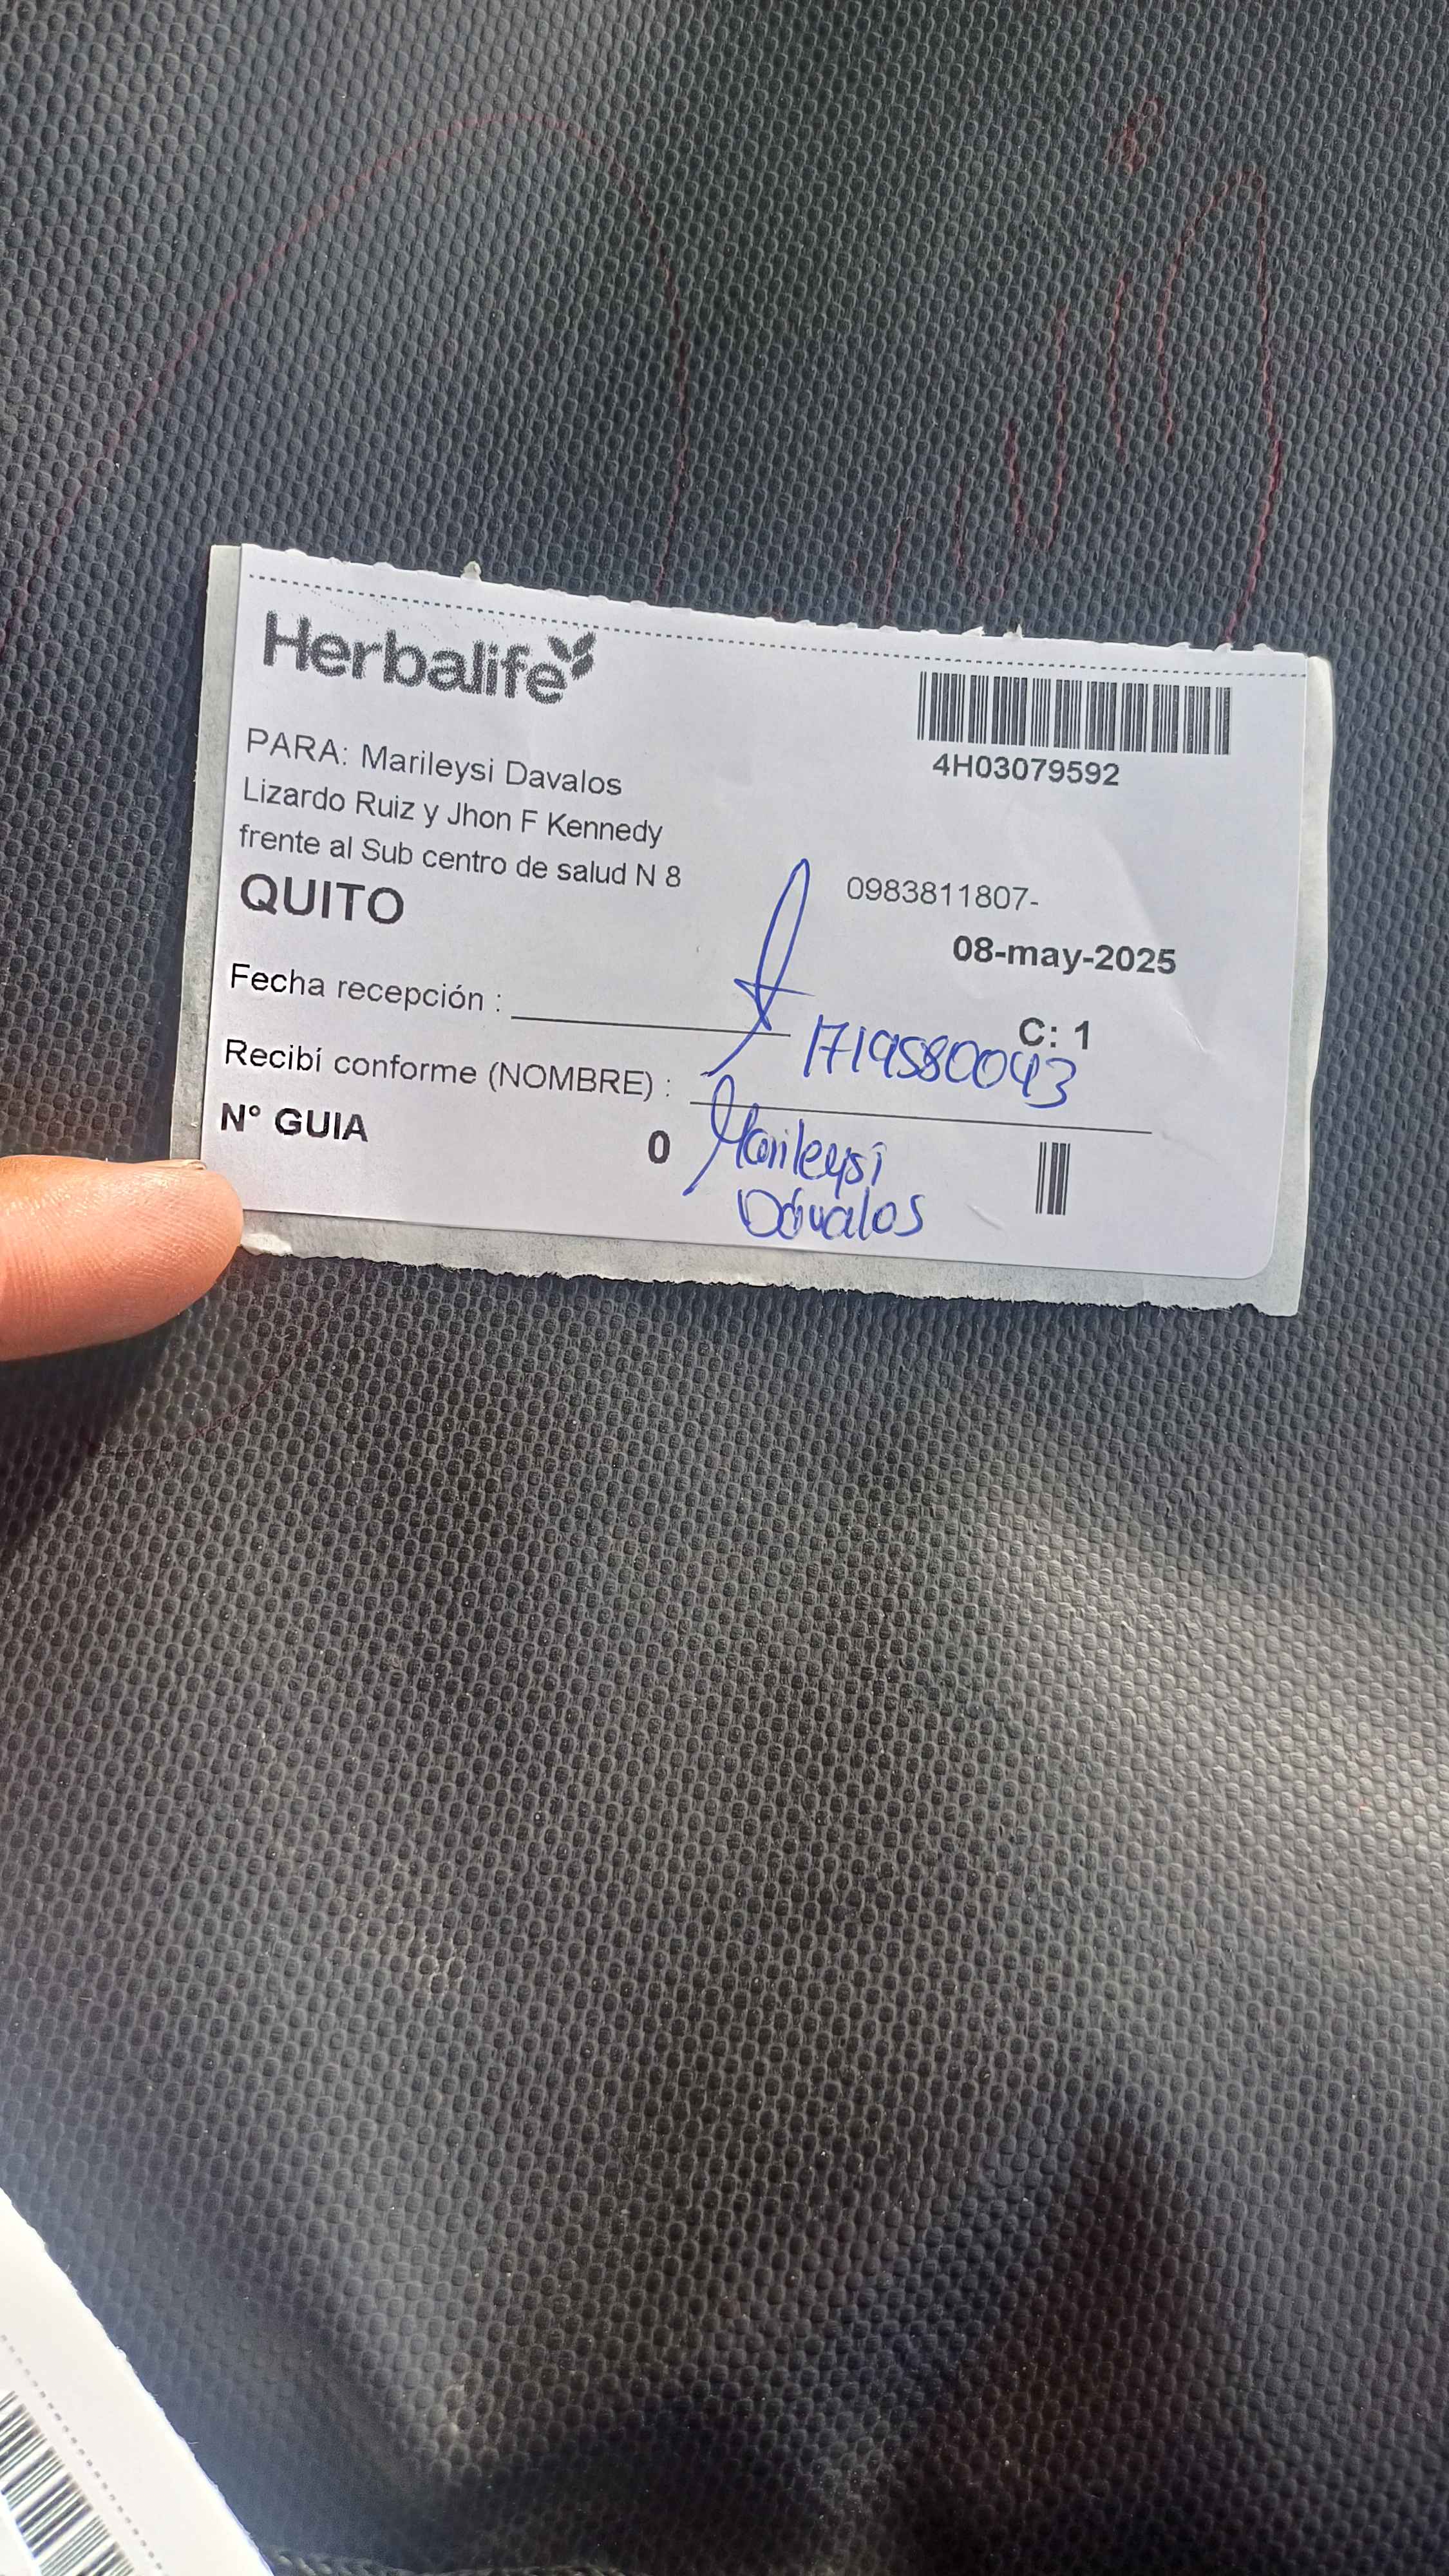 Herbalife
4H03079592
PARA: Marileysi Davalos
Lizardo Ruiz y Jhon F Kennedy
frente al Sub centro de salud N 8
0983811807-
QUITO
08-may-2025
Fecha recepción :
C: 1
1719580043
Recibí conforme (NOMBRE) :
N° GUIA 0
Marileysi
Dávalos